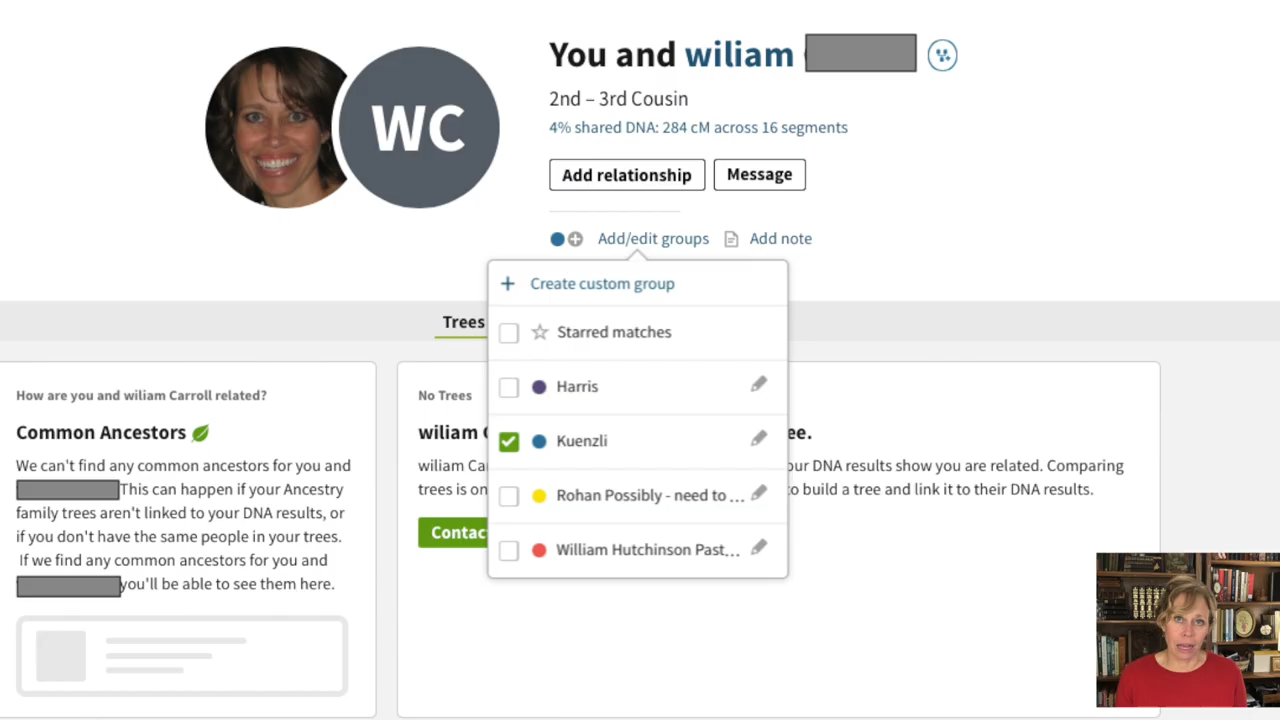 WC
You and wiliam
2nd – 3rd Cousin
4% shared DNA: 284 cM across 16 segments
Add relationship
Message
Add/edit groups
Add note
+ Create custom group
Starred matches
Harris
Kuenzli
Rohan Possibly - need to ...
William Hutchinson Past...
Trees
How are you and wiliam Carroll related?
Common Ancestors
We can't find any common ancestors for you and
This can happen if your Ancestry
family trees aren't linked to your DNA results, or
if you don't have the same people in your trees.
If we find any common ancestors for you and
you'll be able to see them here.
No Trees
wiliam
ee.
wiliam Ca
our DNA results show you are related. Comparing
trees is on
o build a tree and link it to their DNA results.
Contac